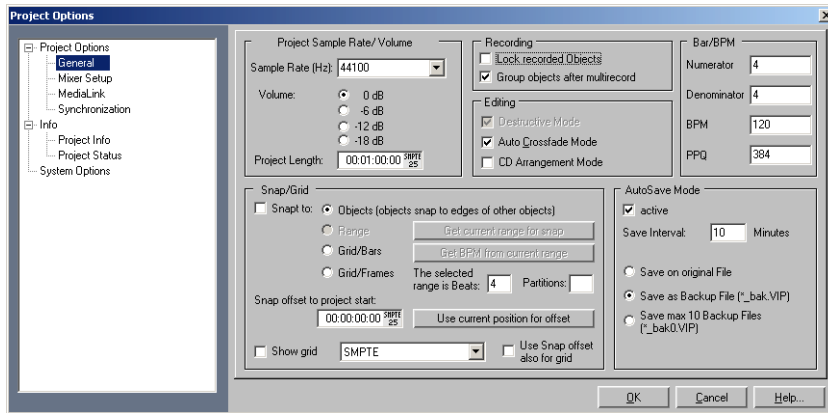 Project Options
Project Options
General
Mixer Setup
MediaLink
Synchronization
Info
Project Info
Project Status
System Options
Project Sample Rate/ Volume
Sample Rate (Hz): 44100
Volume:
0 dB
-6 dB
-12 dB
-18 dB
Project Length: 00:01:00:00 SMPTE 25
Recording
Lock recorded Objects
Group objects after multirecord
Editing
Destructive Mode
Auto Crossfade Mode
CD Arrangement Mode
Bar/BPM
Numerator 4
Denominator 4
BPM 120
PPQ 384
Snap/Grid
Snapt to:
Objects (objects snap to edges of other objects)
Range
Get current range for snap
Grid/Bars
Get BPM from current range
Grid/Frames
The selected
range is Beats: 4
Partitions:
Snap offset to project start:
00:00:00:00 SMPTE 25
Use current position for offset
Show grid
SMPTE
Use Snap offset
also for grid
AutoSave Mode
active
Save Interval: 10 Minutes
Save on original File
Save as Backup File (*_bak.VIP)
Save max 10 Backup Files
(*_bak0.VIP)
OK
Cancel
Help...